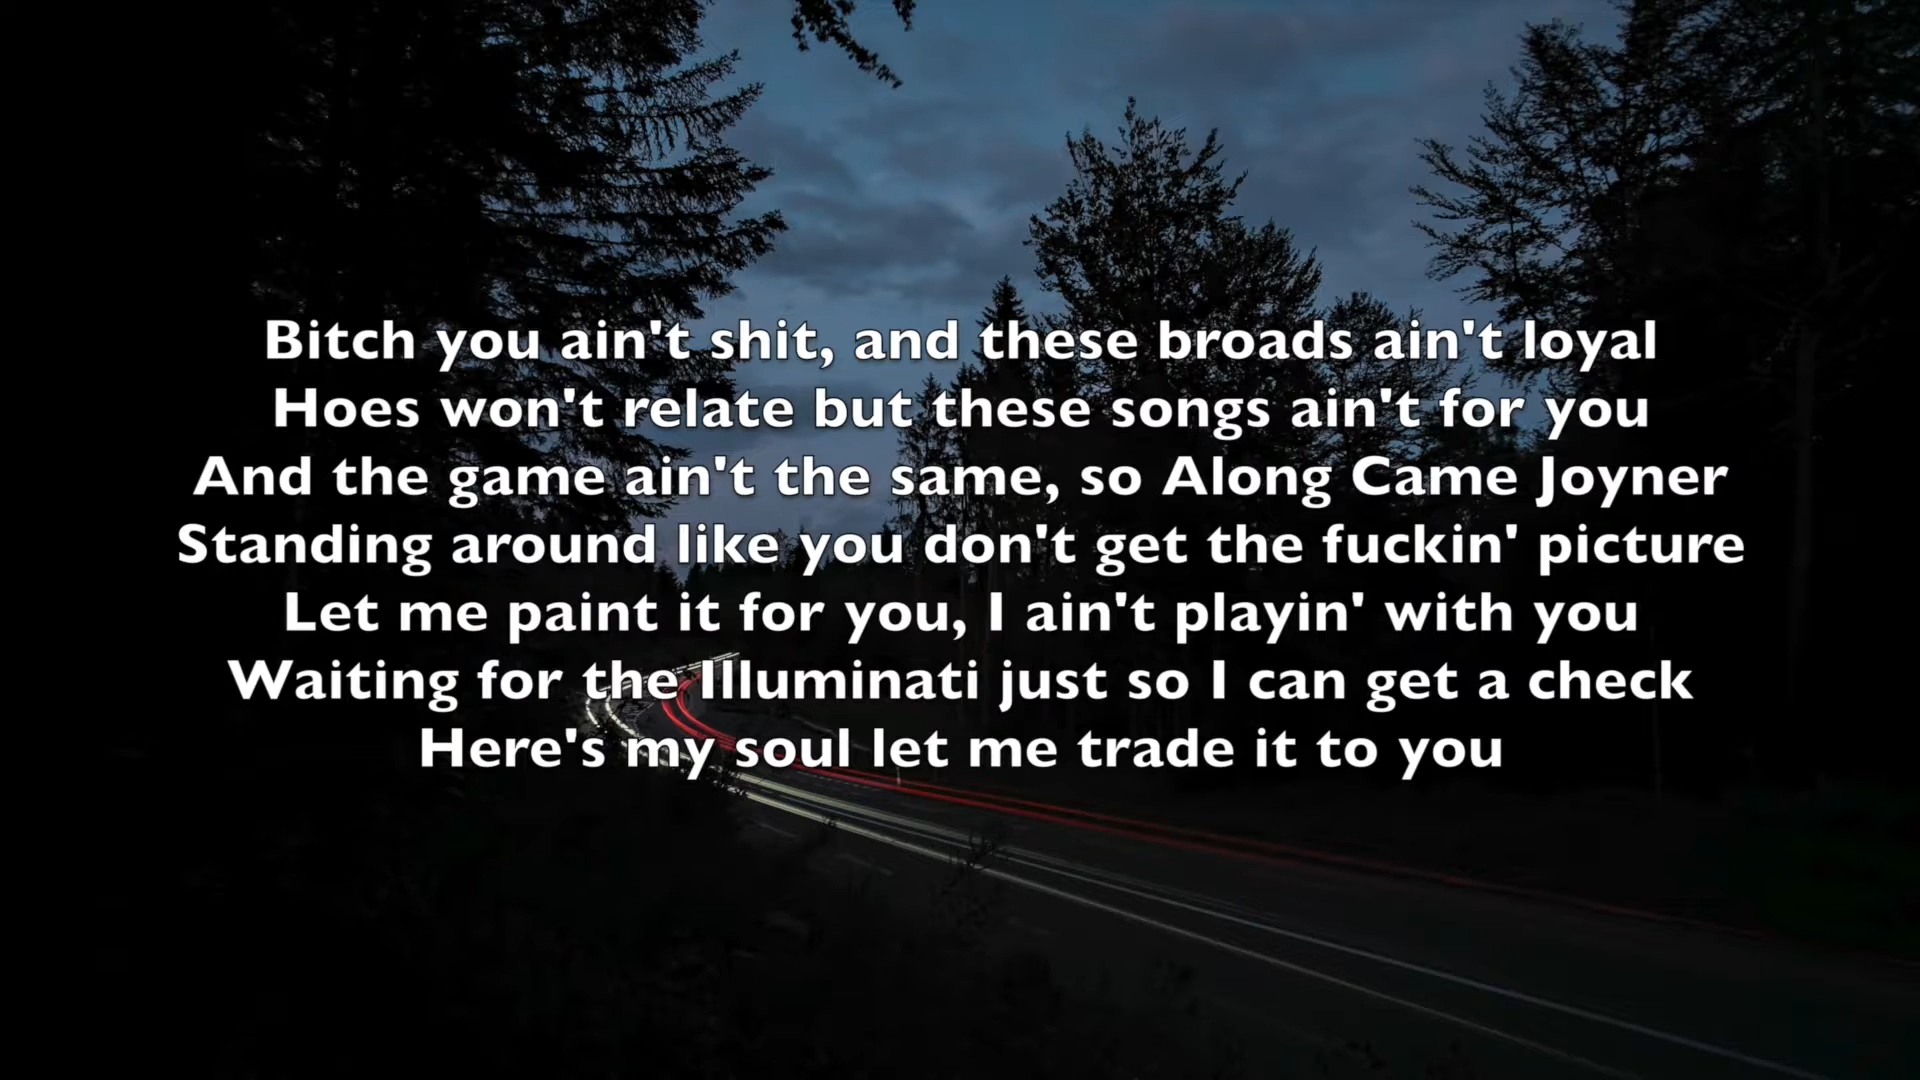 Bitch you ain't shit, and these broads ain't loyal
Hoes won't relate but these songs ain't for you
And the game ain't the same, so Along Came Joyner
Standing around like you don't get the fuckin' picture
Let me paint it for you, I ain't playin' with you
Waiting for the Illuminati just so I can get a check
Here's my soul let me trade it to you